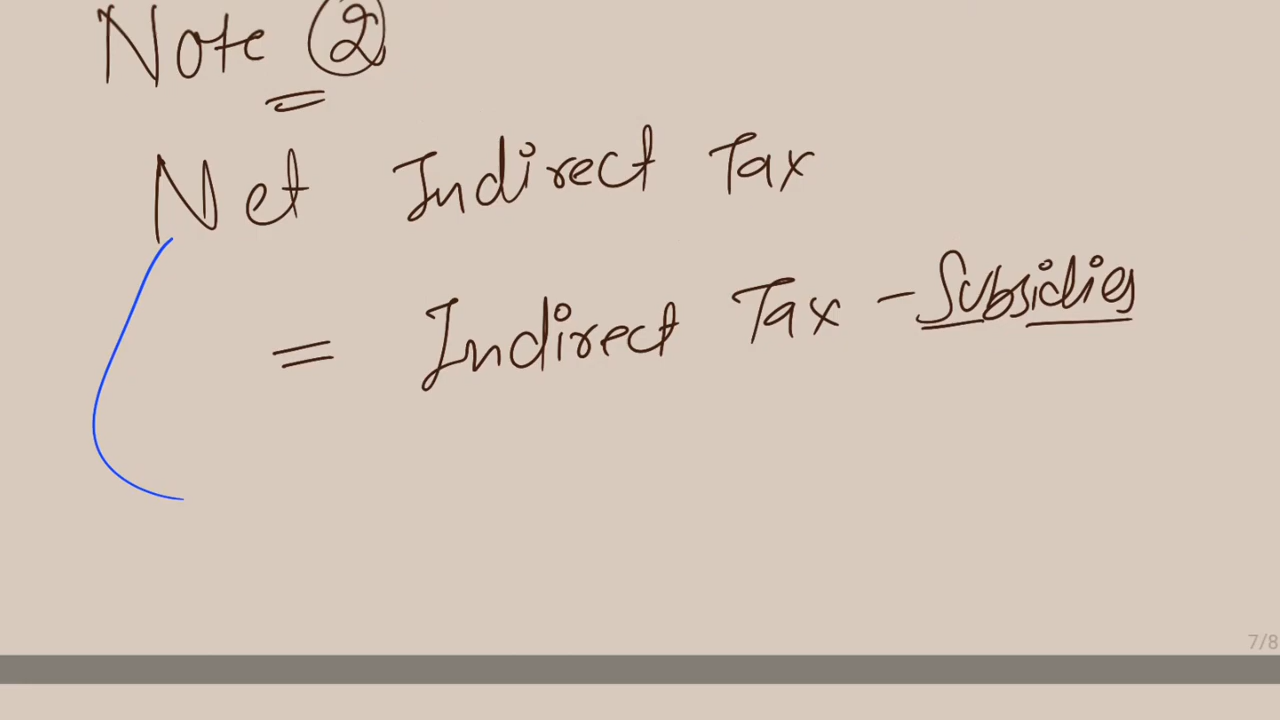 Note ②
Net Indirect Tax
= Indirect Tax - Subsidies
7/8